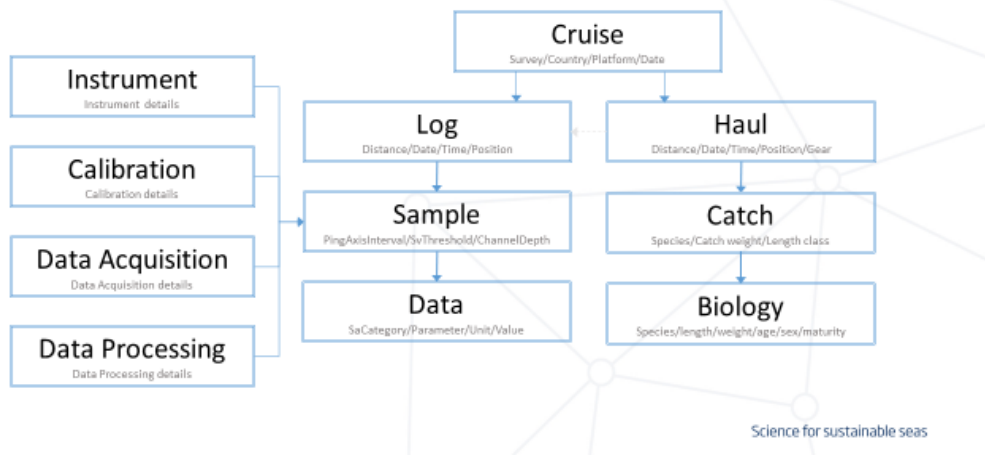 Cruise
Survey/Country/Platform/Date
Instrument
Instrument details
Log
Distance/Date/Time/Position
Haul
Distance/Date/Time/Position/Gear
Calibration
Calibration details
Sample
PingAxisInterval/SvThreshold/ChannelDepth
Catch
Species/Catch weight/Length class
Data Acquisition
Data Acquisition details
Data
SaCategory/Parameter/Unit/Value
Biology
Species/length/weight/age/sex/maturity
Data Processing
Data Processing details
Science for sustainable seas